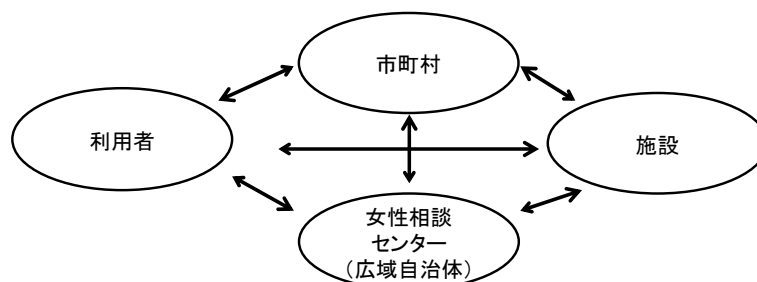 市町村
利用者
施設
女性相談
センター
（広域自治体）